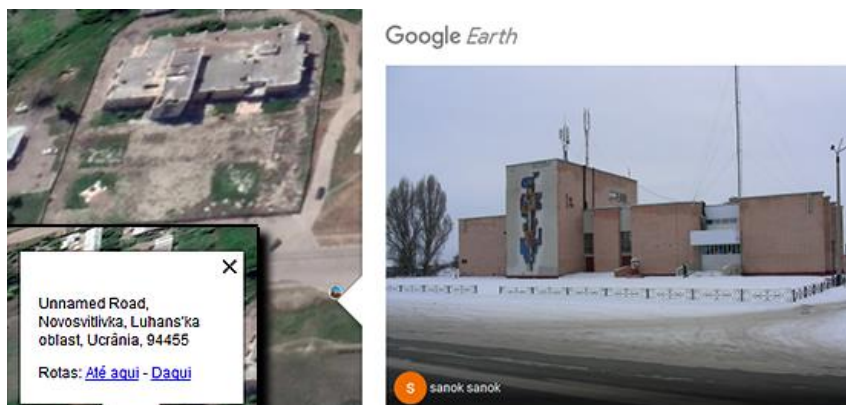 Google Earth
Unnamed Road,
Novosvitlivka, Luhans'ka
oblast, Ucrânia, 94455
Rotas: Até aqui - Daqui
S sanok sanok